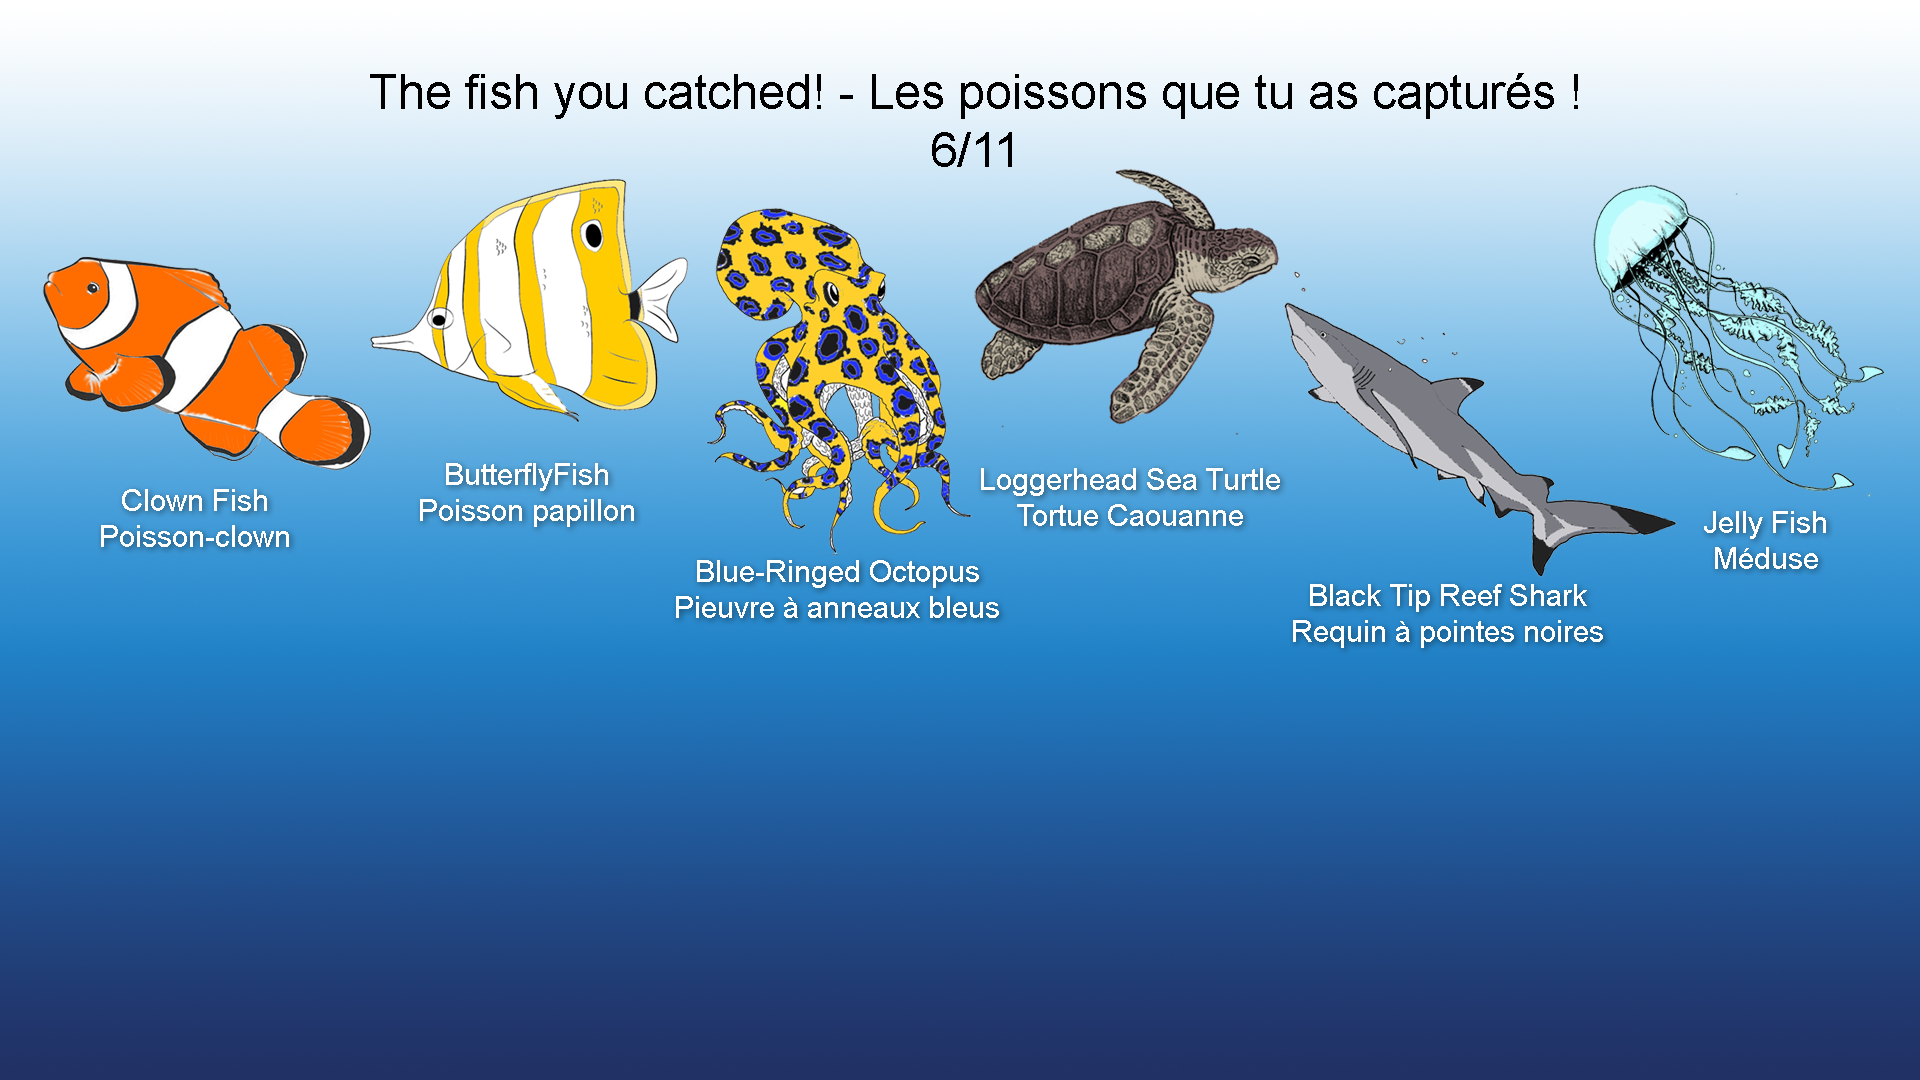 The fish you catched! - Les poissons que tu as capturés !
6/11
Clown Fish
Poisson-clown
ButterflyFish
Poisson papillon
Blue-Ringed Octopus
Pieuvre à anneaux bleus
Loggerhead Sea Turtle
Tortue Caouanne
Black Tip Reef Shark
Requin à pointes noires
Jelly Fish
Méduse